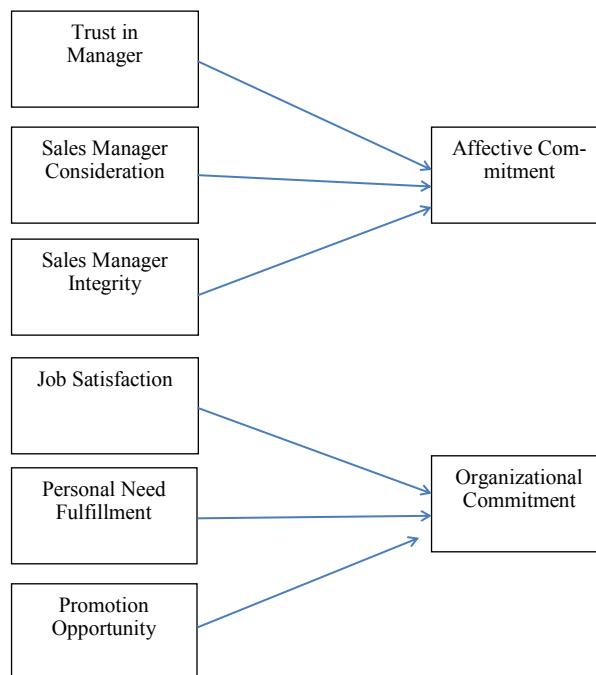 Trust in
Manager
Sales Manager
Consideration
Affective Com-
mitment
Sales Manager
Integrity
Job Satisfaction
Personal Need
Fulfillment
Organizational
Commitment
Promotion
Opportunity